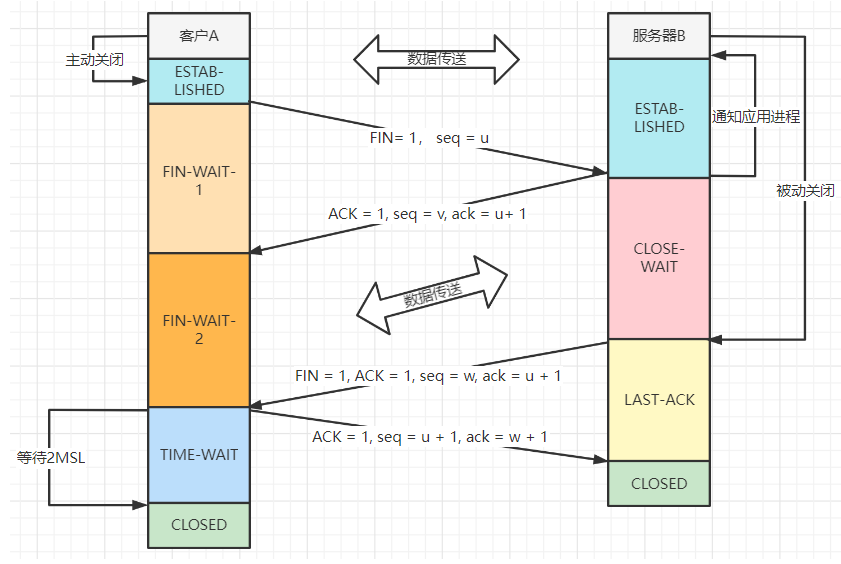 客户A
服务器B
主动关闭
数据传送
ESTAB-
LISHED
ESTAB-
LISHED
通知应用进程
FIN= 1， seq = u
FIN-WAIT-
1
被动关闭
ACK = 1, seq = v, ack = u+ 1
CLOSE-
WAIT
数据传送
FIN-WAIT-
2
FIN = 1, ACK = 1, seq = w, ack = u + 1
LAST-ACK
ACK = 1, seq = u + 1, ack = w + 1
等待2MSL
TIME-WAIT
CLOSED
CLOSED